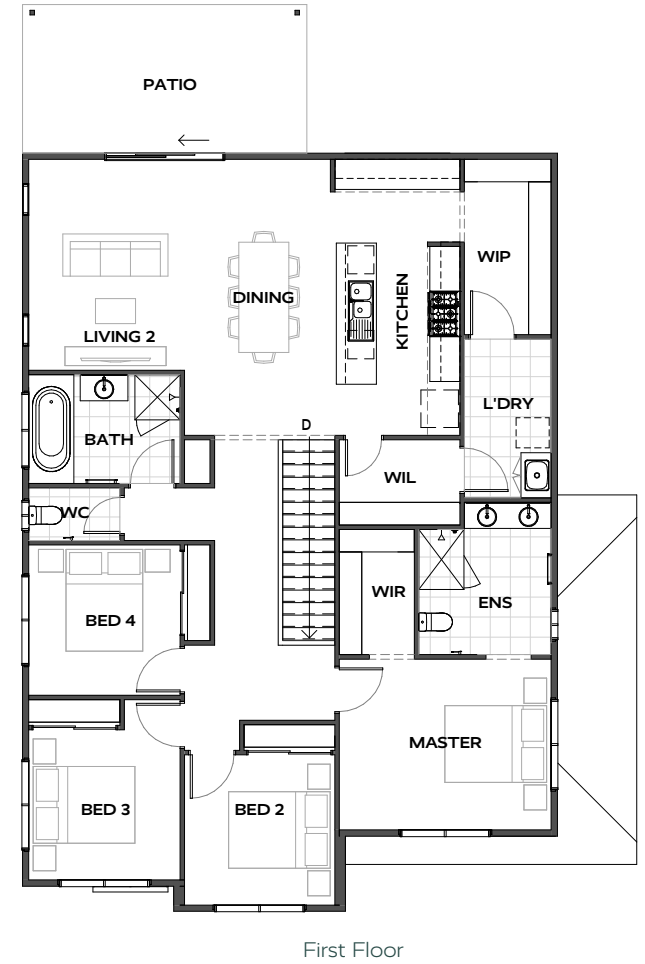 PATIO
WIP
DINING
KITCHEN
LIVING 2
L'DRY
D
BATH
WIL
WC
WIR
ENS
BED 4
MASTER
BED 3
BED 2
First Floor